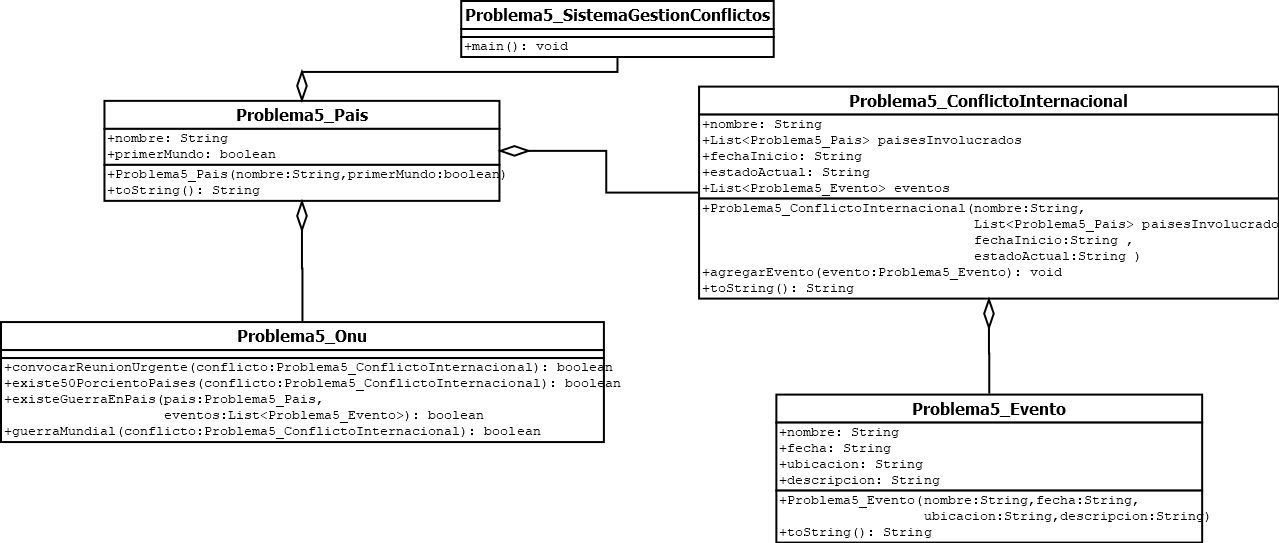 Problema5_SistemaGestionConflictos
+main(): void
Problema5_Pais
+nombre: String
+primerMundo: boolean
+Problema5_Pais(nombre:String,primerMundo:boolean)
+toString(): String
Problema5_ConflictoInternacional
+nombre: String
+List<Problema5_Pais> paisesInvolucrados
+fechaInicio: String
+estadoActual: String
+List<Problema5_Evento> eventos
+Problema5_ConflictoInternacional(nombre:String,
List<Problema5_Pais> paisesInvolucrado
fechaInicio:String ,
estadoActual:String )
+agregarEvento(evento:Problema5_Evento): void
+toString(): String
Problema5_Onu
+convocarReunionUrgente(conflicto:Problema5_ConflictoInternacional): boolean
+existe50PorcientoPaises(conflicto:Problema5_ConflictoInternacional): boolean
+existeGuerraEnPais(pais:Problema5_Pais,
eventos:List<Problema5_Evento>): boolean
+guerraMundial(conflicto:Problema5_ConflictoInternacional): boolean
Problema5_Evento
+nombre: String
+fecha: String
+ubicacion: String
+descripcion: String
+Problema5_Evento(nombre:String,fecha:String,
ubicacion:String,descripcion:String)
+toString(): String